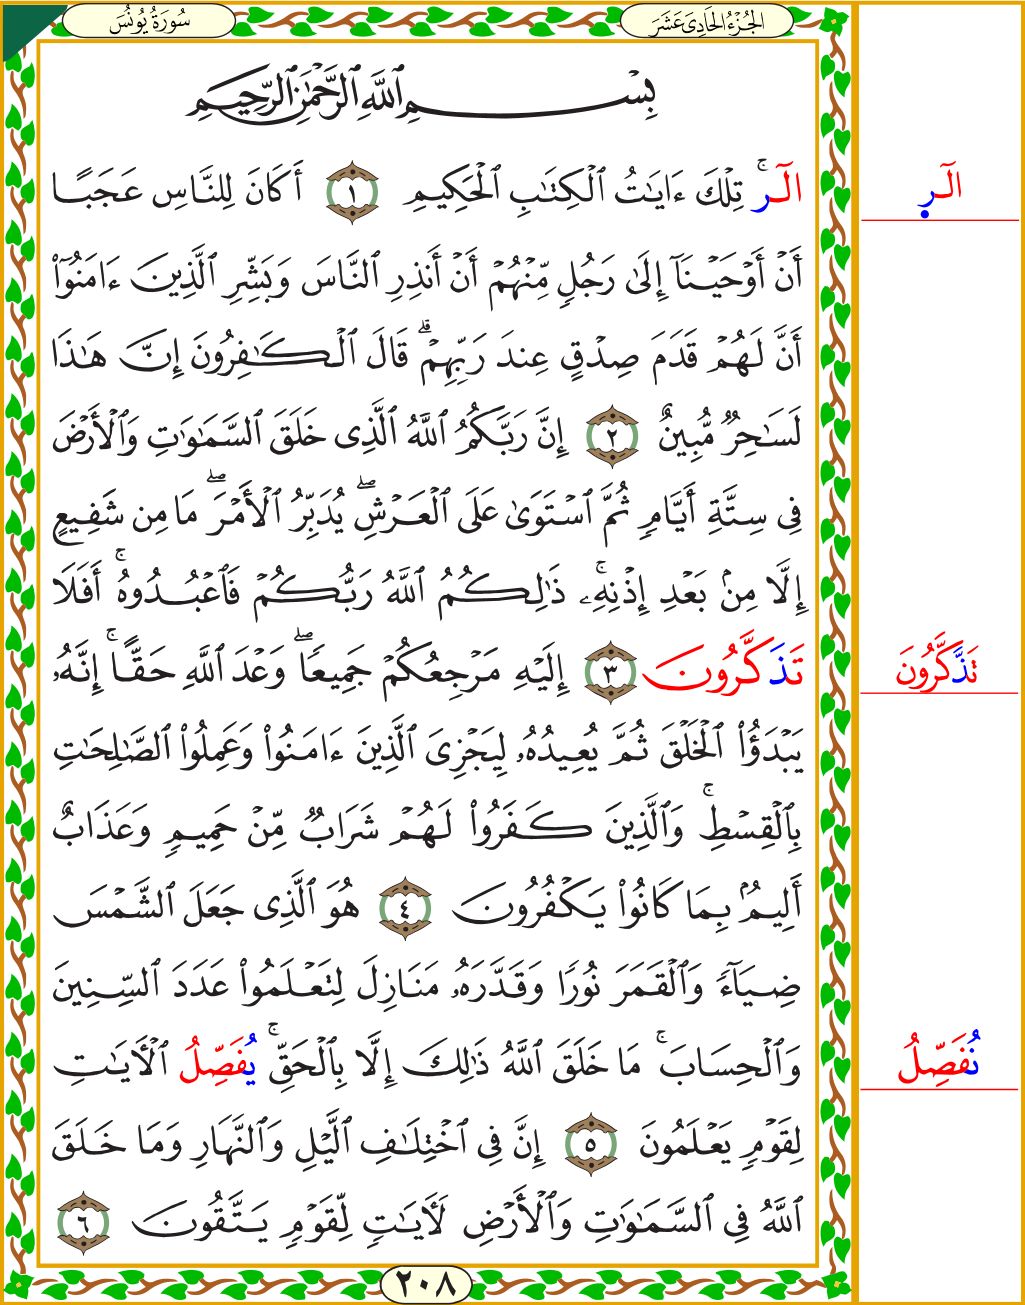 سُورَةُ يُونُسَ
الجُزْءُ الحَادِيَ عَشَرَ
بِسْمِ ٱللَّهِ ٱلرَّحْمَٰنِ ٱلرَّحِيمِ
الٓرۚ تِلْكَ ءَايَٰتُ ٱلْكِتَٰبِ ٱلْحَكِيمِ ١ أَكَانَ لِلنَّاسِ عَجَبًا
أَنْ أَوْحَيْنَآ إِلَىٰ رَجُلٍ مِّنْهُمْ أَنْ أَنذِرِ ٱلنَّاسَ وَبَشِّرِ ٱلَّذِينَ ءَامَنُوٓا۟
أَنَّ لَهُمْ قَدَمَ صِدْقٍ عِندَ رَبِّهِمْۗ قَالَ ٱلْكَٰفِرُونَ إِنَّ هَٰذَا
لَسَٰحِرٌ مُّبِينٌ ٢ إِنَّ رَبَّكُمُ ٱللَّهُ ٱلَّذِى خَلَقَ ٱلسَّمَٰوَٰتِ وَٱلْأَرْضَ
فِى سِتَّةِ أَيَّامٍ ثُمَّ ٱسْتَوَىٰ عَلَى ٱلْعَرْشِۖ يُدَبِّرُ ٱلْأَمْرَۖ مَا مِن شَفِيعٍ
إِلَّا مِنۢ بَعْدِ إِذْنِهِۦۚ ذَٰلِكُمُ ٱللَّهُ رَبُّكُمْ فَٱعْبُدُوهُۚ أَفَلَا
تَذَكَّرُونَ ٣ إِلَيْهِ مَرْجِعُكُمْ جَمِيعًاۖ وَعْدَ ٱللَّهِ حَقًّاۚ إِنَّهُۥ
يَبْدَؤُا۟ ٱلْخَلْقَ ثُمَّ يُعِيدُهُۥ لِيَجْزِىَ ٱلَّذِينَ ءَامَنُوا۟ وَعَمِلُوا۟ ٱلصَّٰلِحَٰتِ
بِٱلْقِسْطِۚ وَٱلَّذِينَ كَفَرُوا۟ لَهُمْ شَرَابٌ مِّنْ حَمِيمٍ وَعَذَابٌ
أَلِيمٌۢ بِمَا كَانُوا۟ يَكْفُرُونَ ٤ هُوَ ٱلَّذِى جَعَلَ ٱلشَّمْسَ
ضِيَآءً وَٱلْقَمَرَ نُورًا وَقَدَّرَهُۥ مَنَازِلَ لِتَعْلَمُوا۟ عَدَدَ ٱلسِّنِينَ
وَٱلْحِسَابَۚ مَا خَلَقَ ٱللَّهُ ذَٰلِكَ إِلَّا بِٱلْحَقِّۚ يُفَصِّلُ ٱلْءَايَٰتِ
لِقَوْمٍ يَعْلَمُونَ ٥ إِنَّ فِى ٱخْتِلَٰفِ ٱلَّيْلِ وَٱلنَّهَارِ وَمَا خَلَقَ
ٱللَّهُ فِى ٱلسَّمَٰوَٰتِ وَٱلْأَرْضِ لَءَايَٰتٍ لِّقَوْمٍ يَتَّقُونَ ٦
٢٠٨
الٓر
تَذَّكَّرُونَ
نُفَصِّلُ